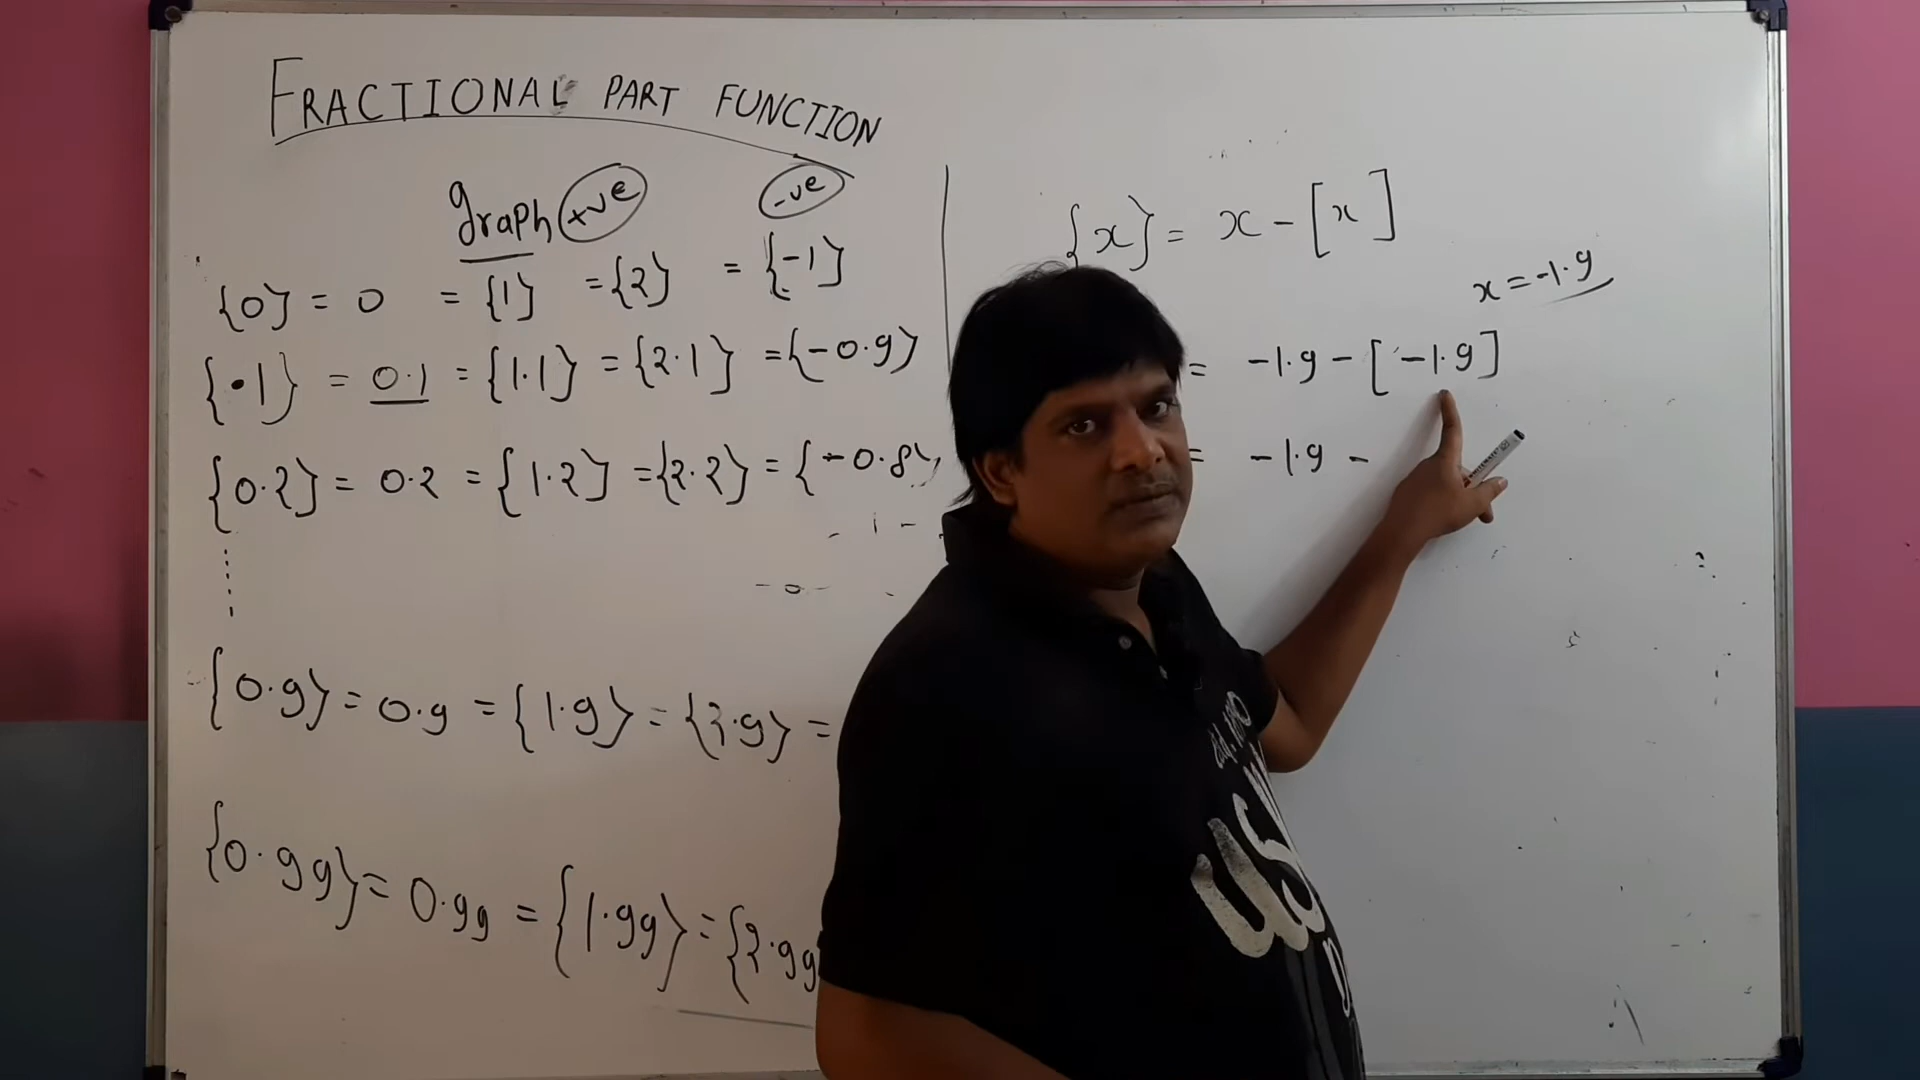 FRACTIONAL PART FUNCTION
graph +ve -ve
{0} = 0 = {1} = {2} = {-1}
{.1} = 0.1 = {1.1} = {2.1} = {-0.9}
{0.2} = 0.2 = {1.2} = {2.2} = {-0.8}
{0.9} = 0.9 = {1.9} = {2.9} =
{0.99} = 0.99 = {1.99} = {2.99
{x} = x - [x]
x = -1.9
= -1.9 - [-1.9]
= -1.9 -